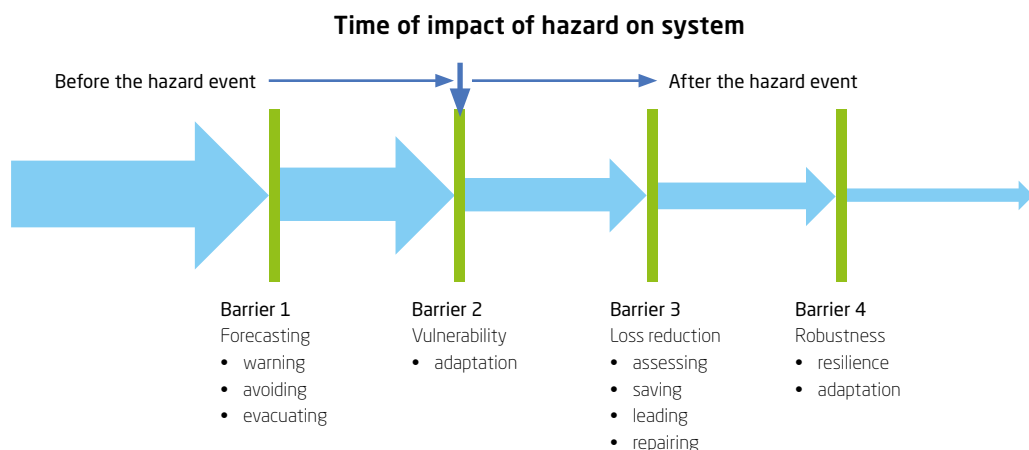 Time of impact of hazard on system
Before the hazard event
After the hazard event
Barrier 1
Forecasting
• warning
• avoiding
• evacuating
Barrier 2
Vulnerability
• adaptation
Barrier 3
Loss reduction
• assessing
• saving
• leading
• repairing
Barrier 4
Robustness
• resilience
• adaptation